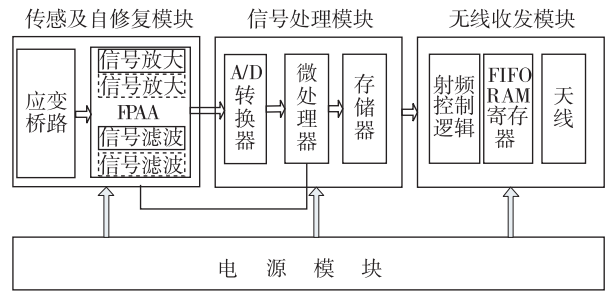 传感及自修复模块
信号处理模块
无线收发模块
应变
桥路
信号放大
信号放大
FPAA
信号滤波
信号滤波
A/D
转
换
器
微
处
理
器
存
储
器
射频
控制
逻辑
FIFO
RAM
寄存
器
天
线
电 源 模 块